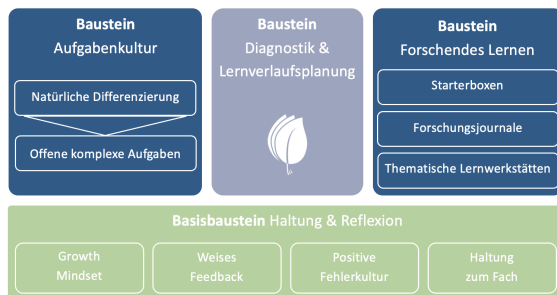 Baustein
Aufgabenkultur
Natürliche Differenzierung
Offene komplexe Aufgaben
Baustein
Diagnostik &
Lernverlaufsplanung
Baustein
Forschendes Lernen
Starterboxen
Forschungsjournale
Thematische Lernwerkstätten
Basisbaustein Haltung & Reflexion
Growth
Mindset
Weises
Feedback
Positive
Fehlerkultur
Haltung
zum Fach